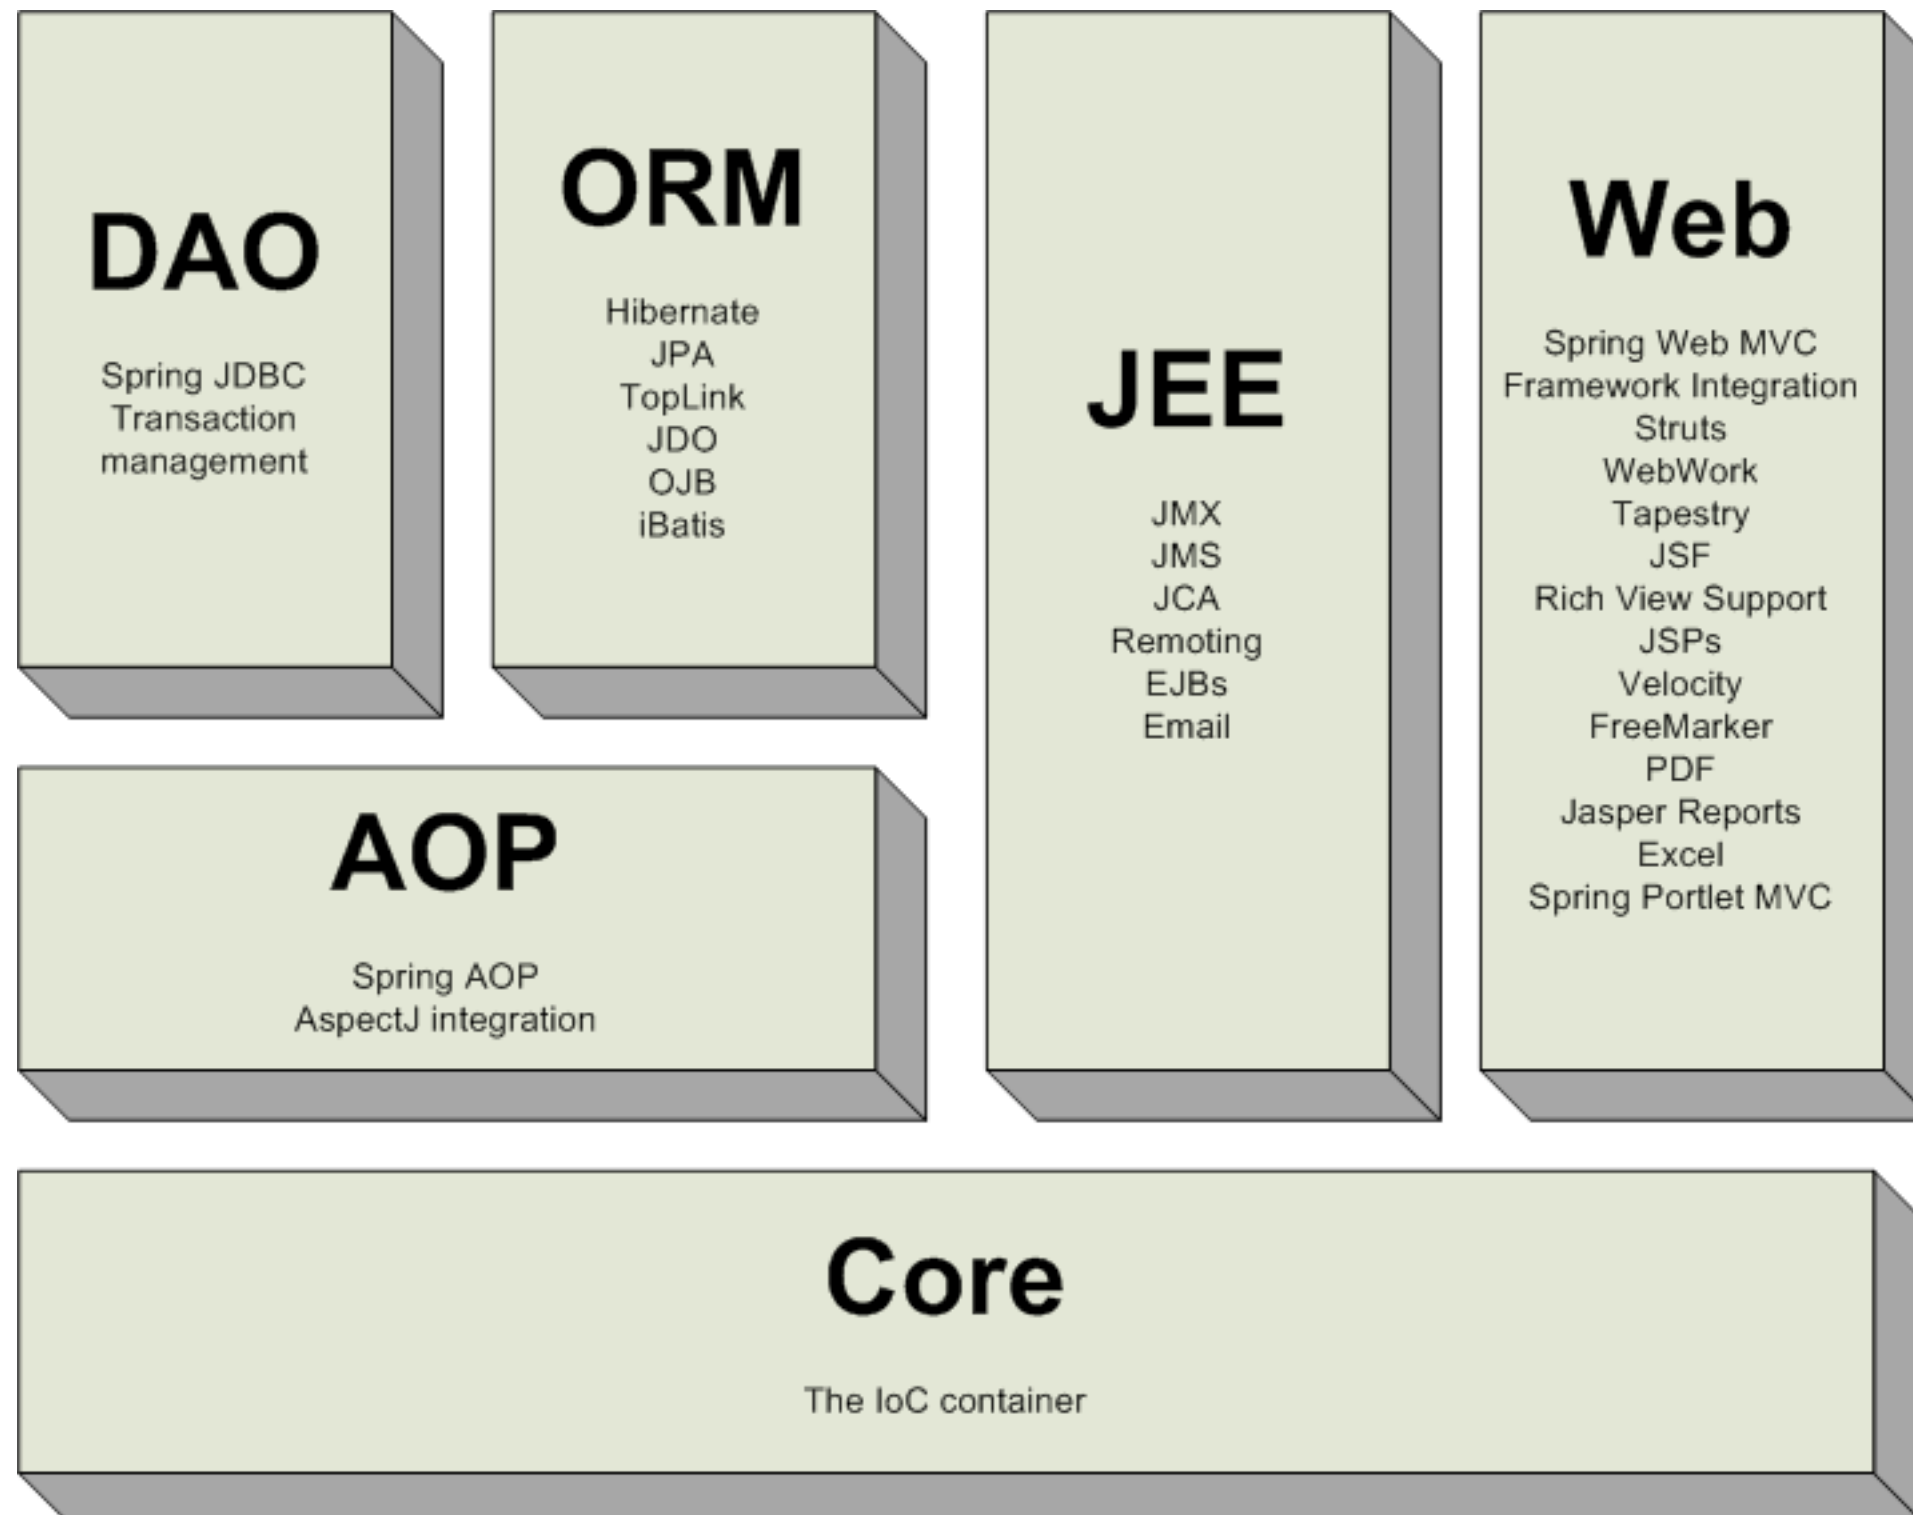 DAO
Spring JDBC
Transaction
management
ORM
Hibernate
JPA
TopLink
JDO
OJB
iBatis
JEE
JMX
JMS
JCA
Remoting
EJBs
Email
Web
Spring Web MVC
Framework Integration
Struts
WebWork
Tapestry
JSF
Rich View Support
JSPs
Velocity
FreeMarker
PDF
Jasper Reports
Excel
Spring Portlet MVC
AOP
Spring AOP
AspectJ integration
Core
The IoC container